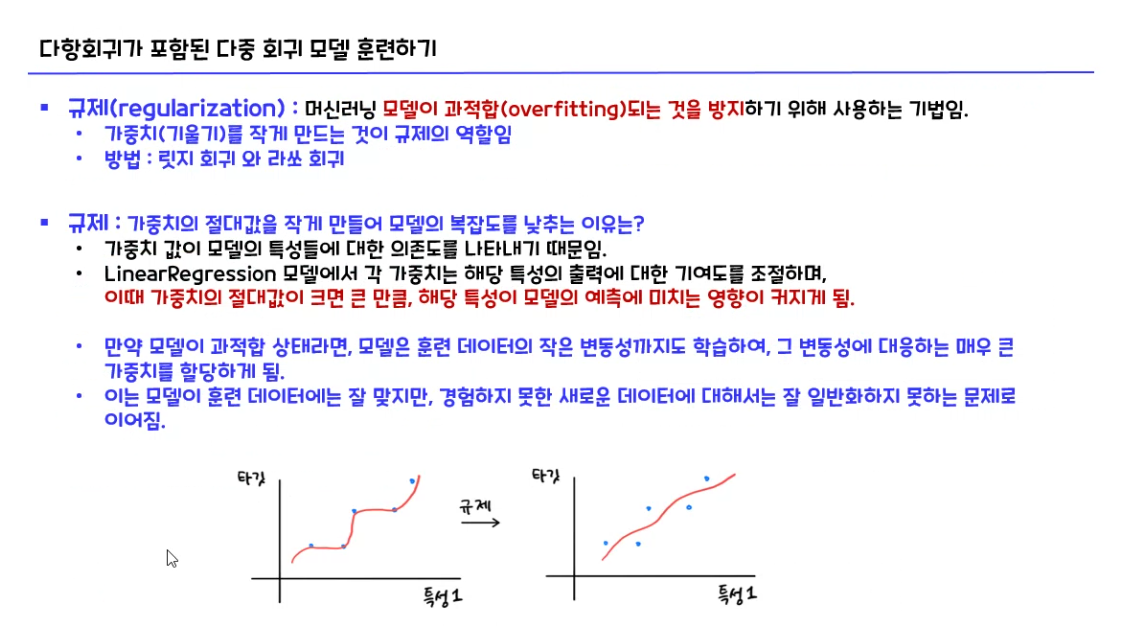 다항회귀가 포함된 다중 회귀 모델 훈련하기
▪ 규제(regularization) : 머신러닝 모델이 과적합(overfitting)되는 것을 방지하기 위해 사용하는 기법임.
• 가중치(기울기)를 작게 만드는 것이 규제의 역할임
• 방법 : 릿지 회귀 와 라쏘 회귀
▪ 규제 : 가중치의 절대값을 작게 만들어 모델의 복잡도를 낮추는 이유는?
• 가중치 값이 모델의 특성들에 대한 의존도를 나타내기 때문임.
• LinearRegression 모델에서 각 가중치는 해당 특성의 출력에 대한 기여도를 조절하며,
이때 가중치의 절대값이 크면 큰 만큼, 해당 특성이 모델의 예측에 미치는 영향이 커지게 됨.
• 만약 모델이 과적합 상태라면, 모델은 훈련 데이터의 작은 변동성까지도 학습하여, 그 변동성에 대응하는 매우 큰
가중치를 할당하게 됨.
• 이는 모델이 훈련 데이터에는 잘 맞지만, 경험하지 못한 새로운 데이터에 대해서는 잘 일반화하지 못하는 문제로
이어짐.
타깃
규제
타깃
특성1
특성1